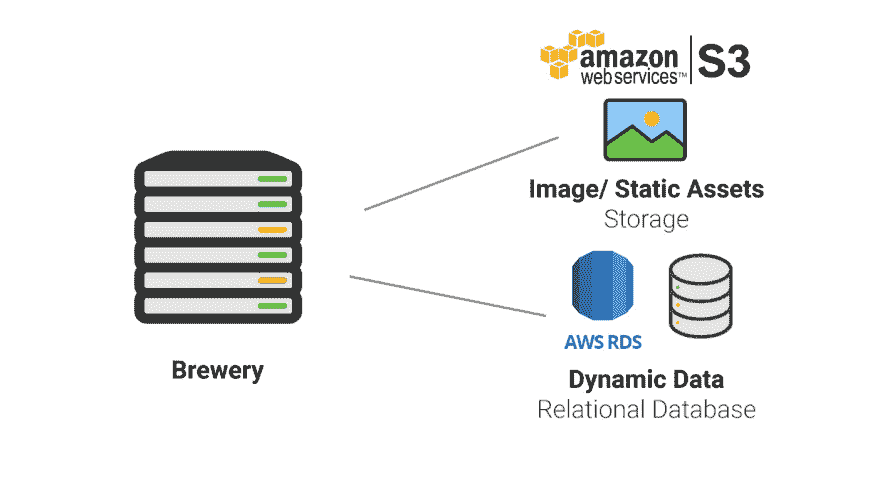 amazon
web services™
S3
Image/ Static Assets
Storage
AWS RDS
Brewery
Dynamic Data
Relational Database